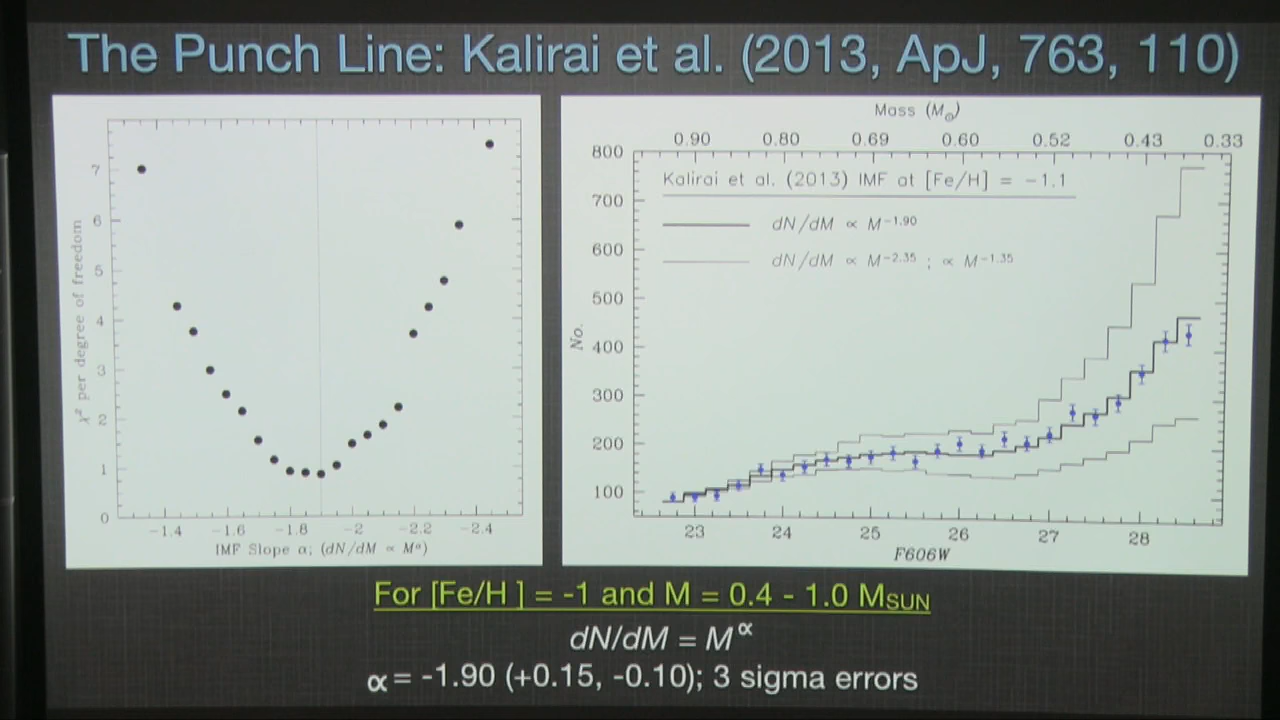 The Punch Line: Kalirai et al. (2013, ApJ, 763, 110)
χ² per degree of freedom
7
6
5
4
3
2
1
0
−1.4 −1.6 −1.8 −2 −2.2 −2.4
IMF Slope α; (dN/dM ∝ Mᵅ)
Mass (M⊙)
0.90 0.80 0.69 0.60 0.52 0.43 0.33
No.
800
700
600
500
400
300
200
100
Kalirai et al. (2013) IMF at [Fe/H] = −1.1
dN/dM ∝ M⁻¹·⁹⁰
dN/dM ∝ M⁻²·³⁵ ; ∝ M⁻¹·³⁵
23 24 25 26 27 28
F606W
For [Fe/H ] = -1 and M = 0.4 - 1.0 MSUN
dN/dM = Mᵅ
α = -1.90 (+0.15, -0.10); 3 sigma errors